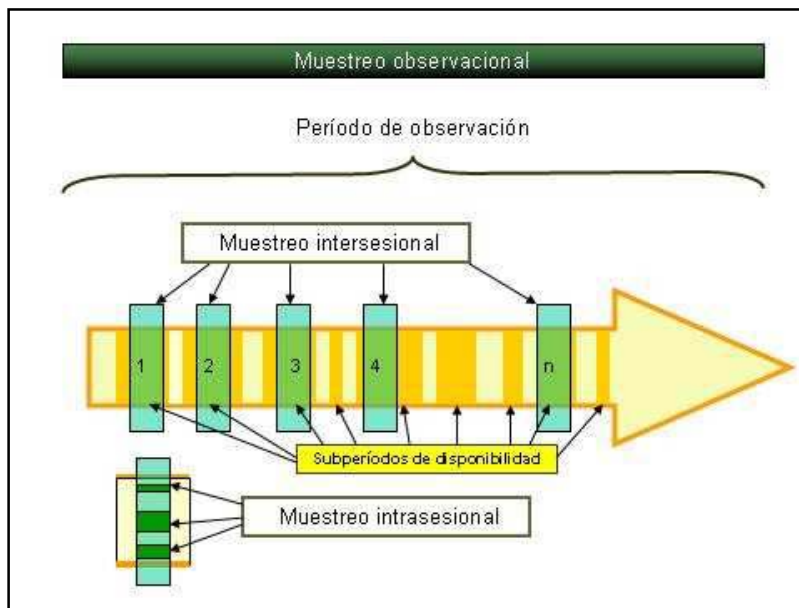 Muestreo observacional
Período de observación
Muestreo intersesional
1 2 3 4 n
Subperíodos de disponibilidad
Muestreo intrasesional